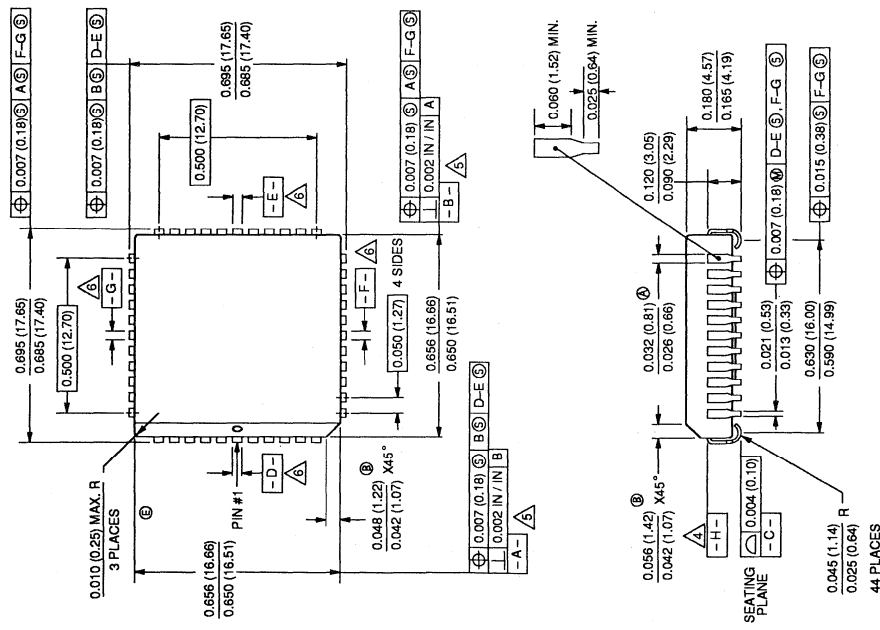 ⌖ 0.007 (0.18) Ⓢ A Ⓢ F–G Ⓢ
⌖ 0.007 (0.18) Ⓢ B Ⓢ D–E Ⓢ
0.695 (17.65)
0.685 (17.40)
0.500 (12.70)
-E-
6
⌖ 0.007 (0.18) Ⓢ A Ⓢ F–G Ⓢ
⊥ 0.002 IN / IN A
-B-
5
0.695 (17.65)
0.685 (17.40)
0.500 (12.70)
-G-
6
-F-
6
0.050 (1.27)
4 SIDES
0.656 (16.66)
0.650 (16.51)
0.010 (0.25) MAX. R
3 PLACES
Ⓔ
PIN #1
-D-
6
0.048 (1.22)
0.042 (1.07)
Ⓑ
X45°
0.656 (16.66)
0.650 (16.51)
⌖ 0.007 (0.18) Ⓢ B Ⓢ D–E Ⓢ
⊥ 0.002 IN / IN B
-A-
5
0.060 (1.52) MIN.
0.025 (0.64) MIN.
0.180 (4.57)
0.165 (4.19)
0.120 (3.05)
0.090 (2.29)
⌖ 0.007 (0.18) Ⓜ D–E Ⓢ, F–G Ⓢ
⌖ 0.015 (0.38) Ⓢ F–G Ⓢ
0.032 (0.81) Ⓐ
0.026 (0.66)
0.021 (0.53)
0.013 (0.33)
0.630 (16.00)
0.590 (14.99)
0.056 (1.42)
0.042 (1.07)
Ⓑ
X45°
4
-H-
⌓ 0.004 (0.10)
-C-
SEATING
PLANE
0.045 (1.14)
0.025 (0.64)
R
44 PLACES